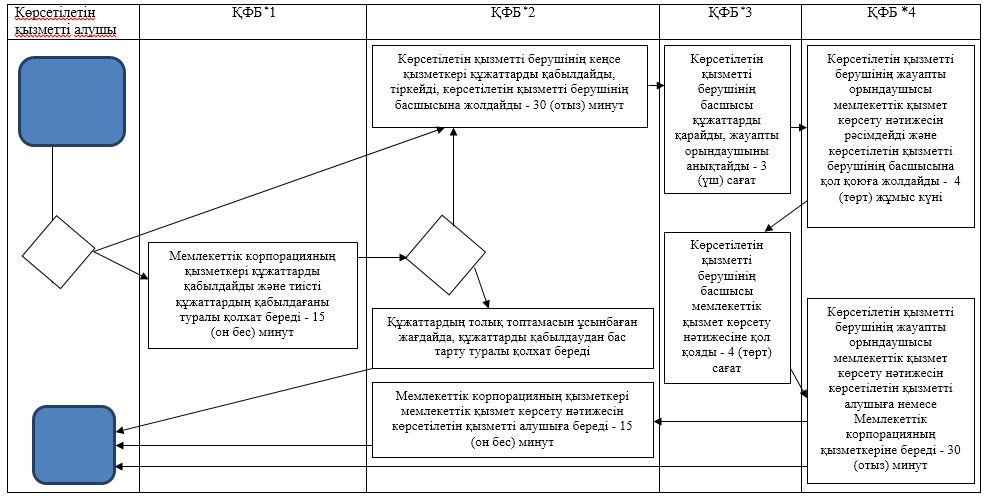 Көрсетілетін
қызметті алушы
ҚФБ*1
ҚФБ*2
ҚФБ*3
ҚФБ *4
Көрсетілетін қызметті берушінің кеңсе
қызметкері құжаттарды қабылдайды,
тіркейді, көрсетілетін қызметті берушінің
басшысына жолдайды - 30 (отыз) минут
Көрсетілетін
қызметті
берушінің
басшысы
құжаттарды
қарайды, жауапты
орындаушыны
анықтайды - 3
(үш) сағат
Көрсетілетін қызметті
берушінің жауапты
орындаушысы
мемлекеттік қызмет
көрсету нәтижесін
рәсімдейді және
көрсетілетін қызметті
берушінің басшысына
қол қоюға жолдайды - 4
(төрт) жұмыс күні
Мемлекеттік корпорацияның
қызметкері құжаттарды
қабылдайды және тиісті
құжаттардың қабылдағаны
туралы қолхат береді - 15
(он бес) минут
Көрсетілетін
қызметті
берушінің
басшысы
мемлекеттік
қызмет көрсету
нәтижесіне қол
қояды - 4 (төрт)
сағат
Құжаттардың толық топтамасын ұсынбаған
жағдайда, құжаттарды қабылдаудан бас
тарту туралы қолхат береді
Көрсетілетін қызметті
берушінің жауапты
орындаушысы
мемлекеттік қызмет
көрсету нәтижесін
көрсетілетін қызметті
алушыға немесе
Мемлекеттік
корпорацияның
қызметкеріне береді - 30
(отыз) минут
Мемлекеттік корпорацияның қызметкері
мемлекеттік қызмет көрсету нәтижесін
көрсетілетін қызметті алушыға береді - 15
(он бес) минут